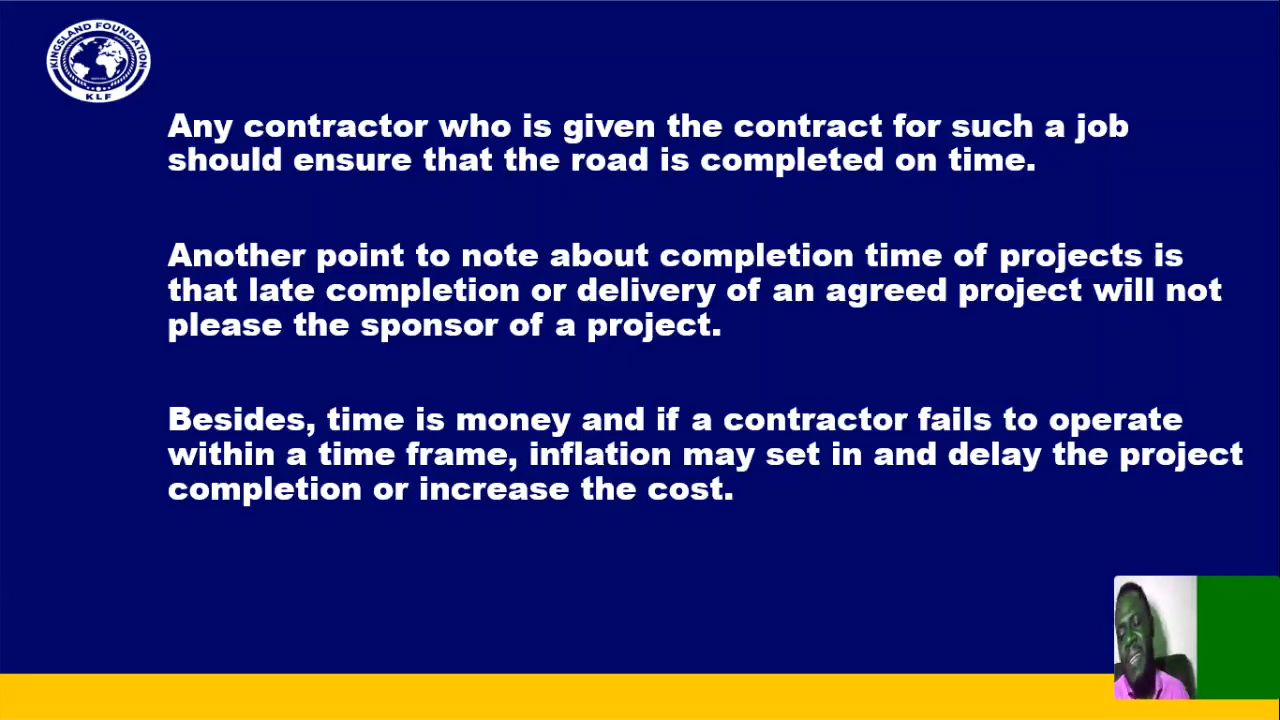 KINGSLAND FOUNDATION
KLF
Any contractor who is given the contract for such a job
should ensure that the road is completed on time.
Another point to note about completion time of projects is
that late completion or delivery of an agreed project will not
please the sponsor of a project.
Besides, time is money and if a contractor fails to operate
within a time frame, inflation may set in and delay the project
completion or increase the cost.